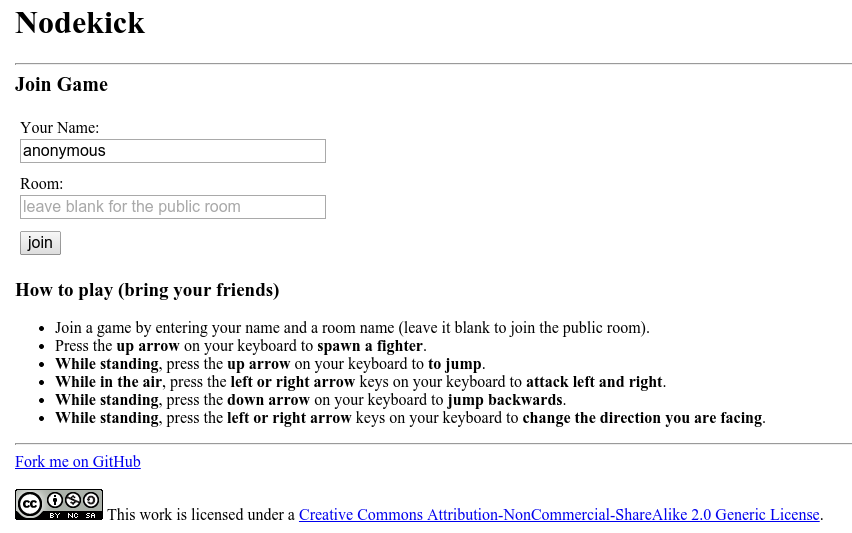 Nodekick
Join Game
Your Name:
anonymous
Room:
leave blank for the public room
join
How to play (bring your friends)
• Join a game by entering your name and a room name (leave it blank to join the public room).
• Press the up arrow on your keyboard to spawn a fighter.
• While standing, press the up arrow on your keyboard to to jump.
• While in the air, press the left or right arrow keys on your keyboard to attack left and right.
• While standing, press the down arrow on your keyboard to jump backwards.
• While standing, press the left or right arrow keys on your keyboard to change the direction you are facing.
Fork me on GitHub
cc BY NC SA This work is licensed under a Creative Commons Attribution-NonCommercial-ShareAlike 2.0 Generic License.